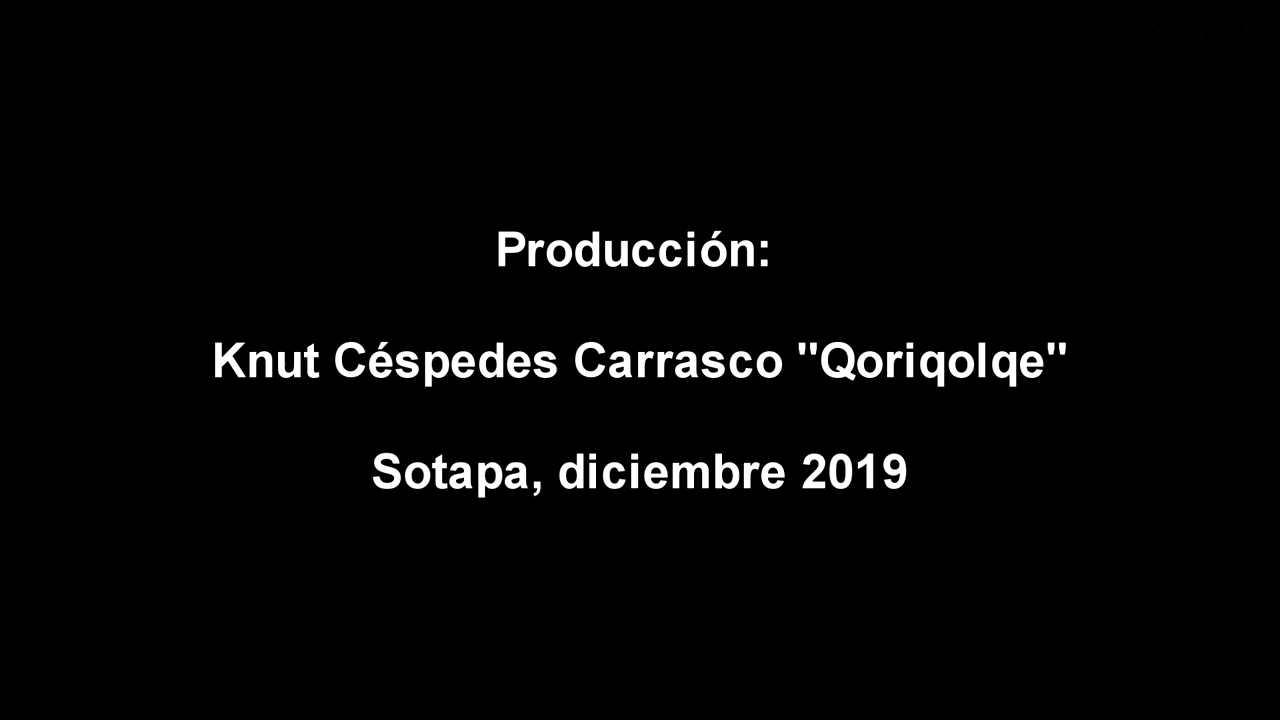 Producción:
Knut Céspedes Carrasco "Qoriqolqe"
Sotapa, diciembre 2019